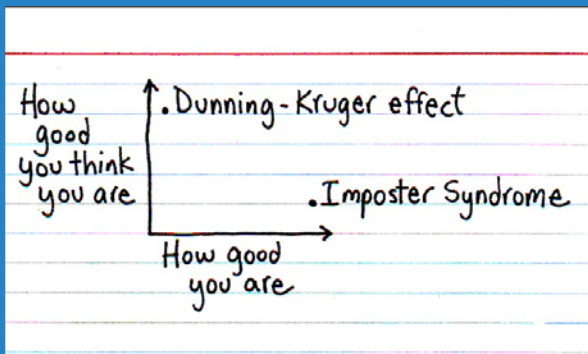 How
good
you think
you are
Dunning-Kruger effect
Imposter Syndrome
How good
you are